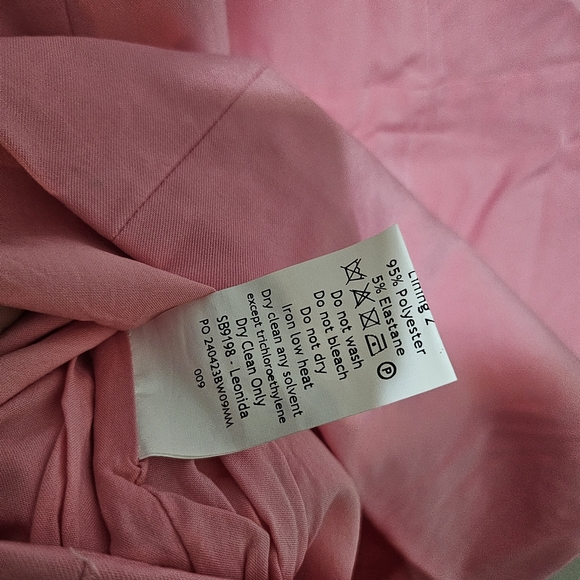 Lining 2
95% Polyester
5% Elastane
P
Do not wash
Do not bleach
Do not dry
Iron low heat
Dry clean any solvent
except trichloroethylene
Dry Clean Only
SB9198 - Leonida
PO 240423BW09MM
009